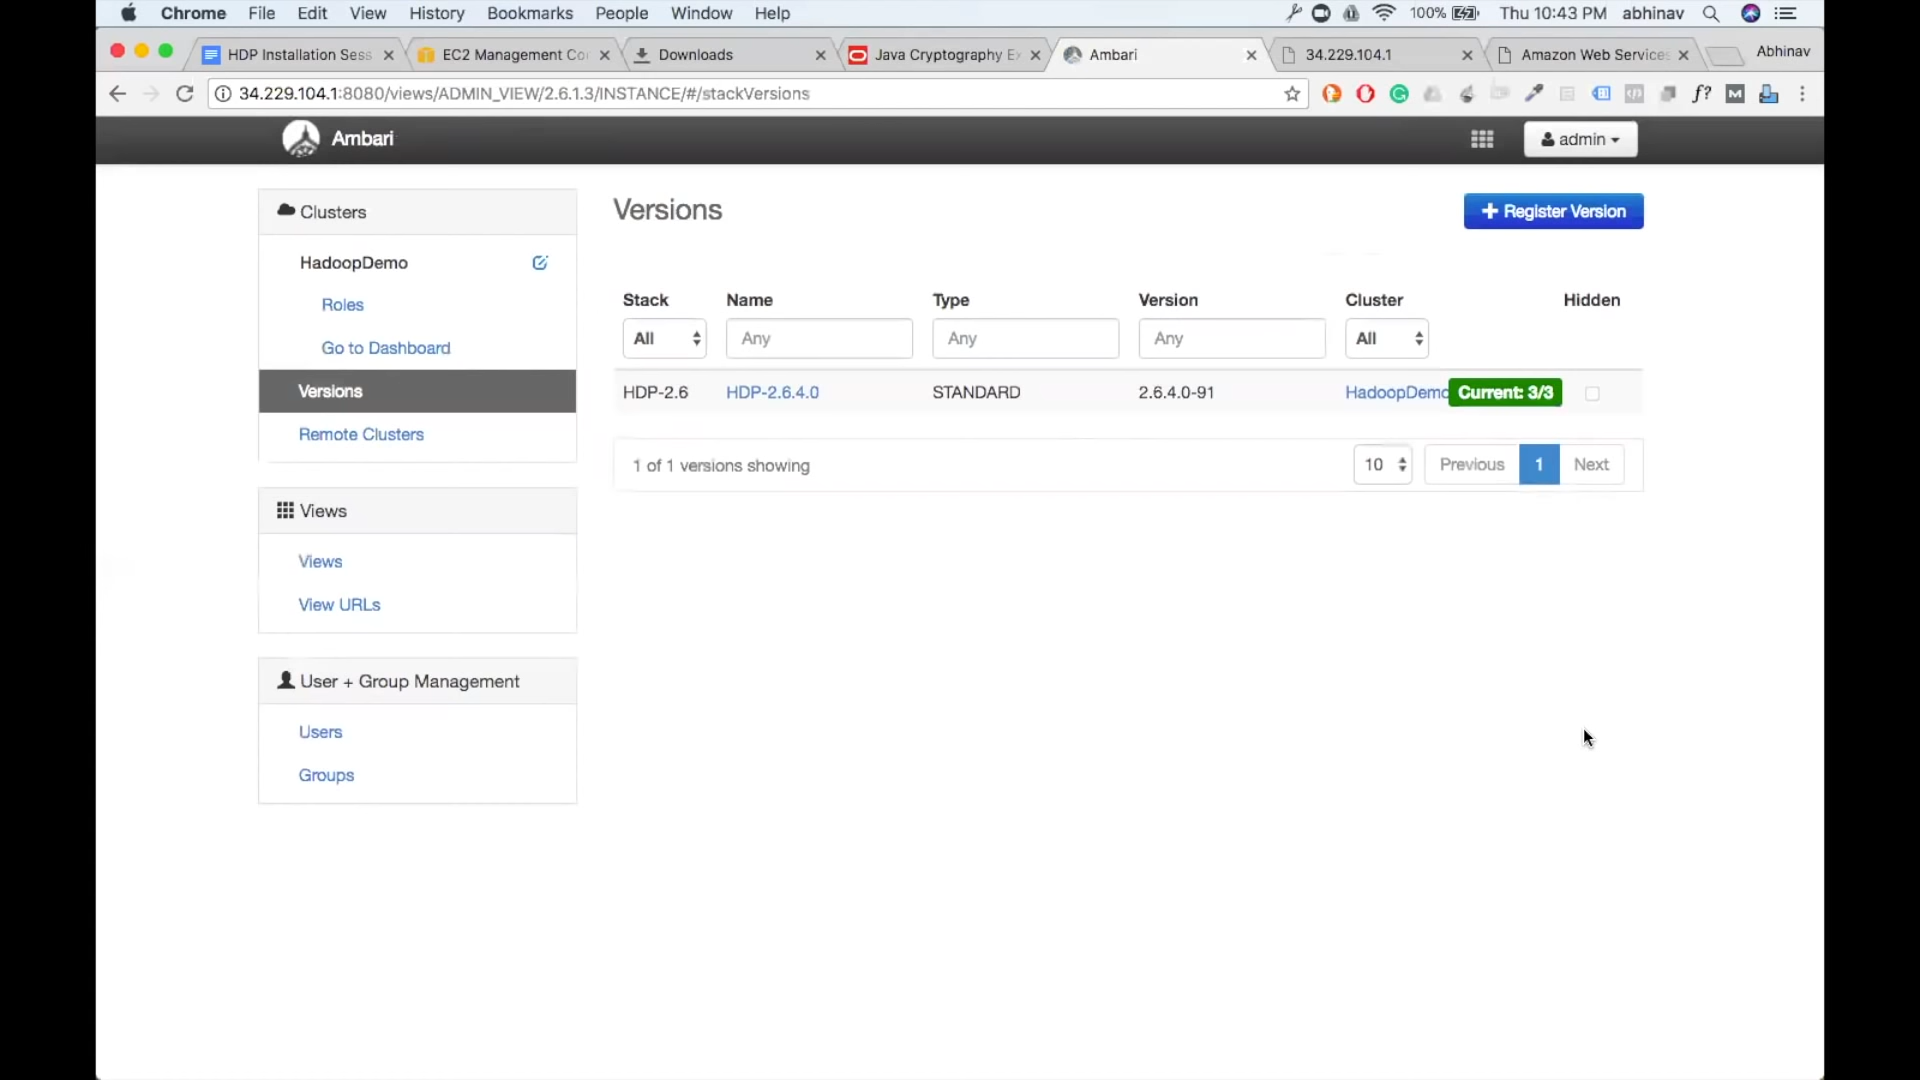 Chrome File Edit View History Bookmarks People Window Help 100% Thu 10:43 PM abhinav
HDP Installation Sess EC2 Management Co Downloads Java Cryptography E Ambari 34.229.104.1 Amazon Web Services Abhinav
34.229.104.1:8080/views/ADMIN_VIEW/2.6.1.3/INSTANCE/#/stackVersions
Ambari admin
Clusters
HadoopDemo
Roles
Go to Dashboard
Versions
Remote Clusters
Views
Views
View URLs
User + Group Management
Users
Groups
Versions
+ Register Version
Stack Name Type Version Cluster Hidden
All Any Any Any All
HDP-2.6 HDP-2.6.4.0 STANDARD 2.6.4.0-91 HadoopDemo Current: 3/3
1 of 1 versions showing 10 Previous 1 Next